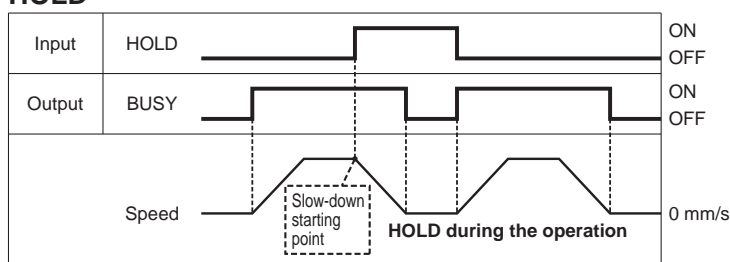 HOLD
Input HOLD ON
OFF
Output BUSY ON
OFF
Speed 0 mm/s
Slow-down
starting
point
HOLD during the operation